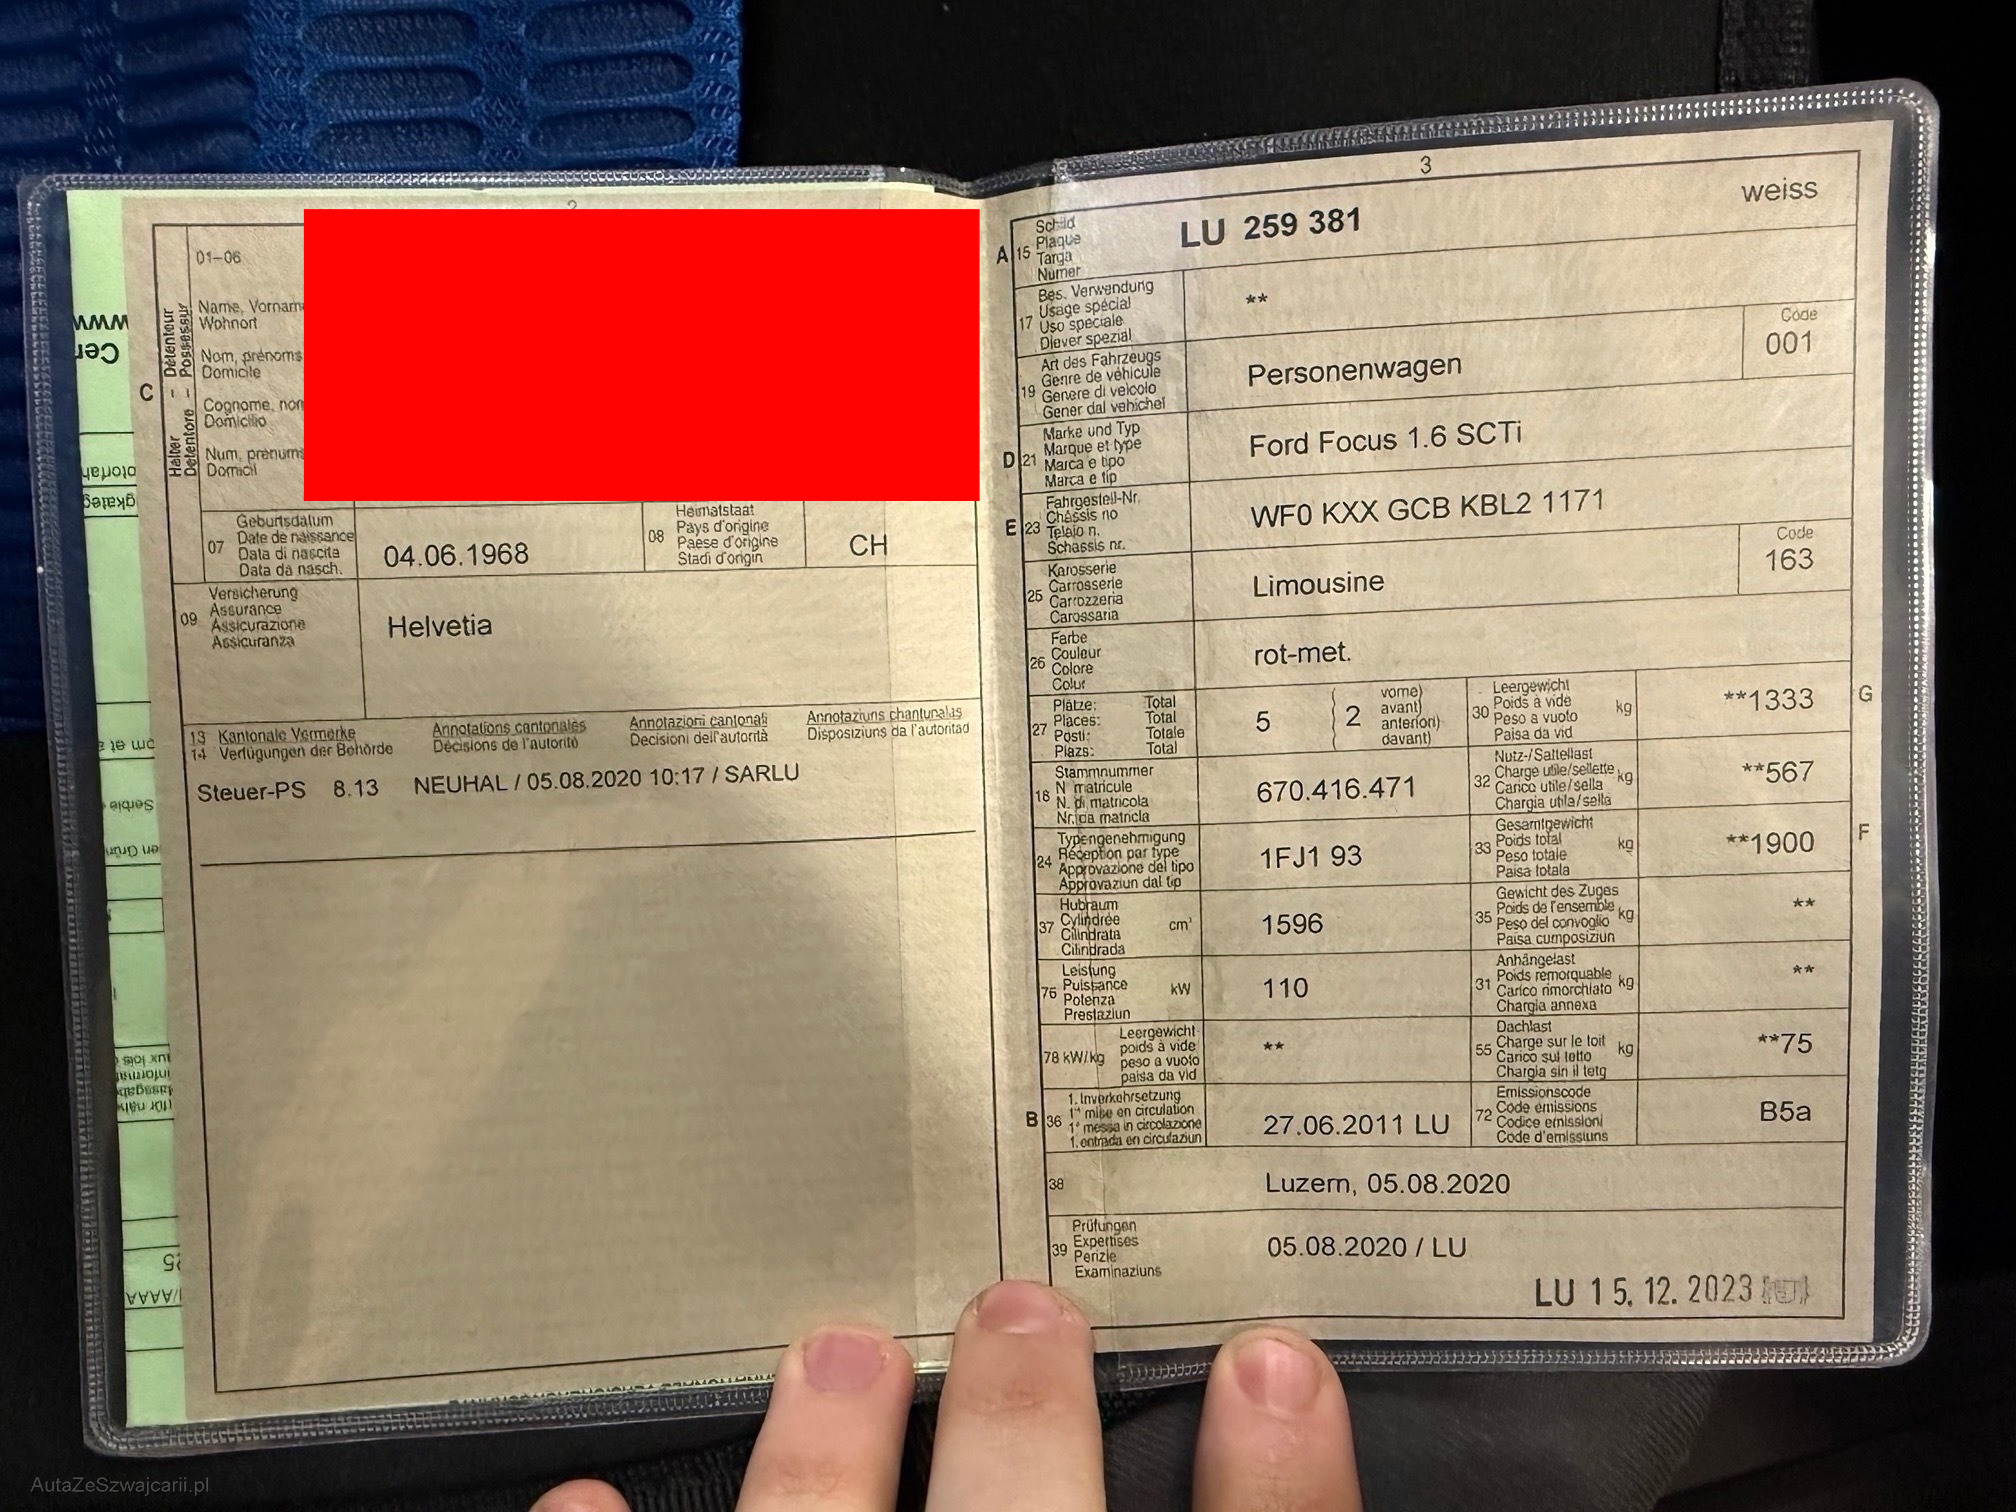 2
01–06
Name, Vornam
Wohnort
Nom, prénoms
Domicile
Cognome, nom
Domicilio
Num, prenums
Domicil
C
Halter – Détenteur
Detentore – Possessur
07
Geburtsdatum
Date de naissance
Data di nascita
Data da nasch.
04.06.1968
08
Heimatstaat
Pays d'origine
Paese d'origine
Stadi d'origin
CH
09
Versicherung
Assurance
Assicurazione
Assicuranza
Helvetia
13 Kantonale Vermerke Annotations cantonales Annotazioni cantonali Annotaziuns chantunalas
14 Verfügungen der Behörde Décisions de l'autorité Decisioni dell'autorità Disposiziuns da l'autoritad
Steuer-PS 8.13 NEUHAL / 05.08.2020 10:17 / SARLU
3
weiss
A 15
Schild
Plaque
Targa
Numer
LU 259 381
17
Bes. Verwendung
Usage spécial
Uso speciale
Diever spezial
**
19
Art des Fahrzeugs
Genre de véhicule
Genere di veicolo
Gener dal vehichel
Personenwagen
Code
001
D 21
Marke und Typ
Marque et type
Marca e tipo
Marca e tip
Ford Focus 1.6 SCTi
E 23
Fahrgestell-Nr.
Châssis no
Telaio n.
Schassis nr.
WF0 KXX GCB KBL2 1171
25
Karosserie
Carrosserie
Carrozzeria
Carossaria
Limousine
Code
163
26
Farbe
Couleur
Colore
Colur
rot-met.
27
Plätze: Total
Places: Total
Posti: Totale
Plazs: Total
5
2
vorne)
avant)
anteriori)
davant)
30
Leergewicht
Poids à vide
Peso a vuoto
Paisa da vid
kg
**1333
G
18
Stammnummer
N matricule
N. di matricola
Nr. da matricla
670.416.471
32
Nutz-/Sattellast
Charge utile/sellette
Carico utile/sella
Chargia utila/sella
kg
**567
24
Typengenehmigung
Réception par type
Approvazione del tipo
Approvaziun dal tip
1FJ1 93
33
Gesamtgewicht
Poids total
Peso totale
Paisa totala
kg
**1900
F
37
Hubraum
Cylindrée
Cilindrata
Cilindrada
cm³
1596
35
Gewicht des Zuges
Poids de l'ensemble
Peso del convoglio
Paisa cumposiziun
kg
**
76
Leistung
Puissance
Potenza
Prestaziun
kW
110
31
Anhängelast
Poids remorquable
Carico rimorchiato
Chargia annexa
kg
**
78 kW/kg
Leergewicht
poids à vide
peso a vuoto
paisa da vid
**
55
Dachlast
Charge sur le toit
Carico sul tetto
Chargia sin il tetg
kg
**75
B 36
1. Inverkehrsetzung
1re mise en circulation
1a messa in circolazione
1. entrada en circulaziun
27.06.2011 LU
72
Emissionscode
Code émissions
Codice emissioni
Code d'emissiuns
B5a
38
Luzern, 05.08.2020
39
Prüfungen
Expertises
Perizie
Examinaziuns
05.08.2020 / LU
LU 15.12.2023
AutaZeSzwajcarii.pl